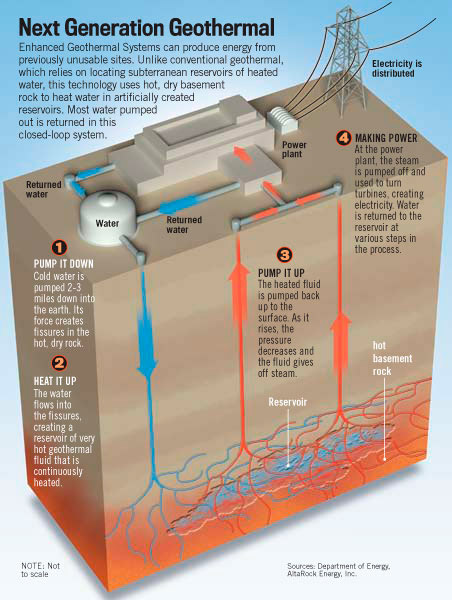 Next Generation Geothermal
Enhanced Geothermal Systems can produce energy from
previously unusable sites. Unlike conventional geothermal,
which relies on locating subterranean reservoirs of heated
water, this technology uses hot, dry basement
rock to heat water in artificially created
reservoirs. Most water pumped
out is returned in this
closed-loop system.
Electricity is
distributed
Power
plant
4 MAKING POWER
At the power
plant, the steam
is pumped off and
used to turn
turbines, creating
electricity. Water
is returned to the
reservoir at
various steps in
the process.
Returned
water
Water
Returned
water
1
PUMP IT DOWN
Cold water is
pumped 2-3
miles down into
the earth. Its
force creates
fissures in the
hot, dry rock.
2
HEAT IT UP
The water
flows into
the fissures,
creating a
reservoir of very
hot geothermal
fluid that is
continuously
heated.
3
PUMP IT UP
The heated fluid
is pumped back
up to the
surface. As it
rises, the
pressure
decreases and
the fluid gives
off steam.
hot
basement
rock
Reservoir
NOTE: Not
to scale
Sources: Department of Energy,
AltaRock Energy, Inc.